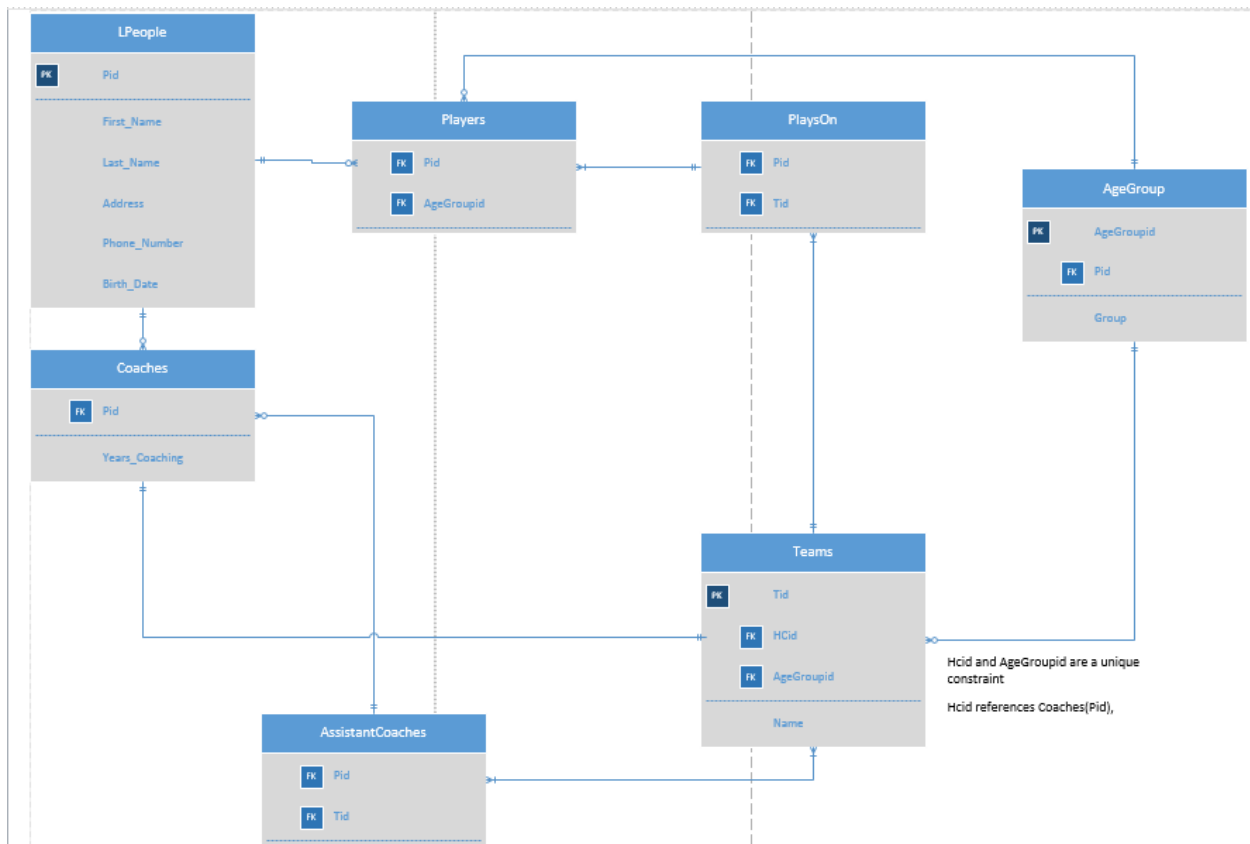 LPeople
PK Pid
First_Name
Last_Name
Address
Phone_Number
Birth_Date
Players
FK Pid
FK AgeGroupid
PlaysOn
FK Pid
FK Tid
AgeGroup
PK AgeGroupid
FK Pid
Group
Coaches
FK Pid
Years_Coaching
Teams
PK Tid
FK HCid
FK AgeGroupid
Name
Hcid and AgeGroupid are a unique
constraint
Hcid references Coaches(Pid),
AssistantCoaches
FK Pid
FK Tid